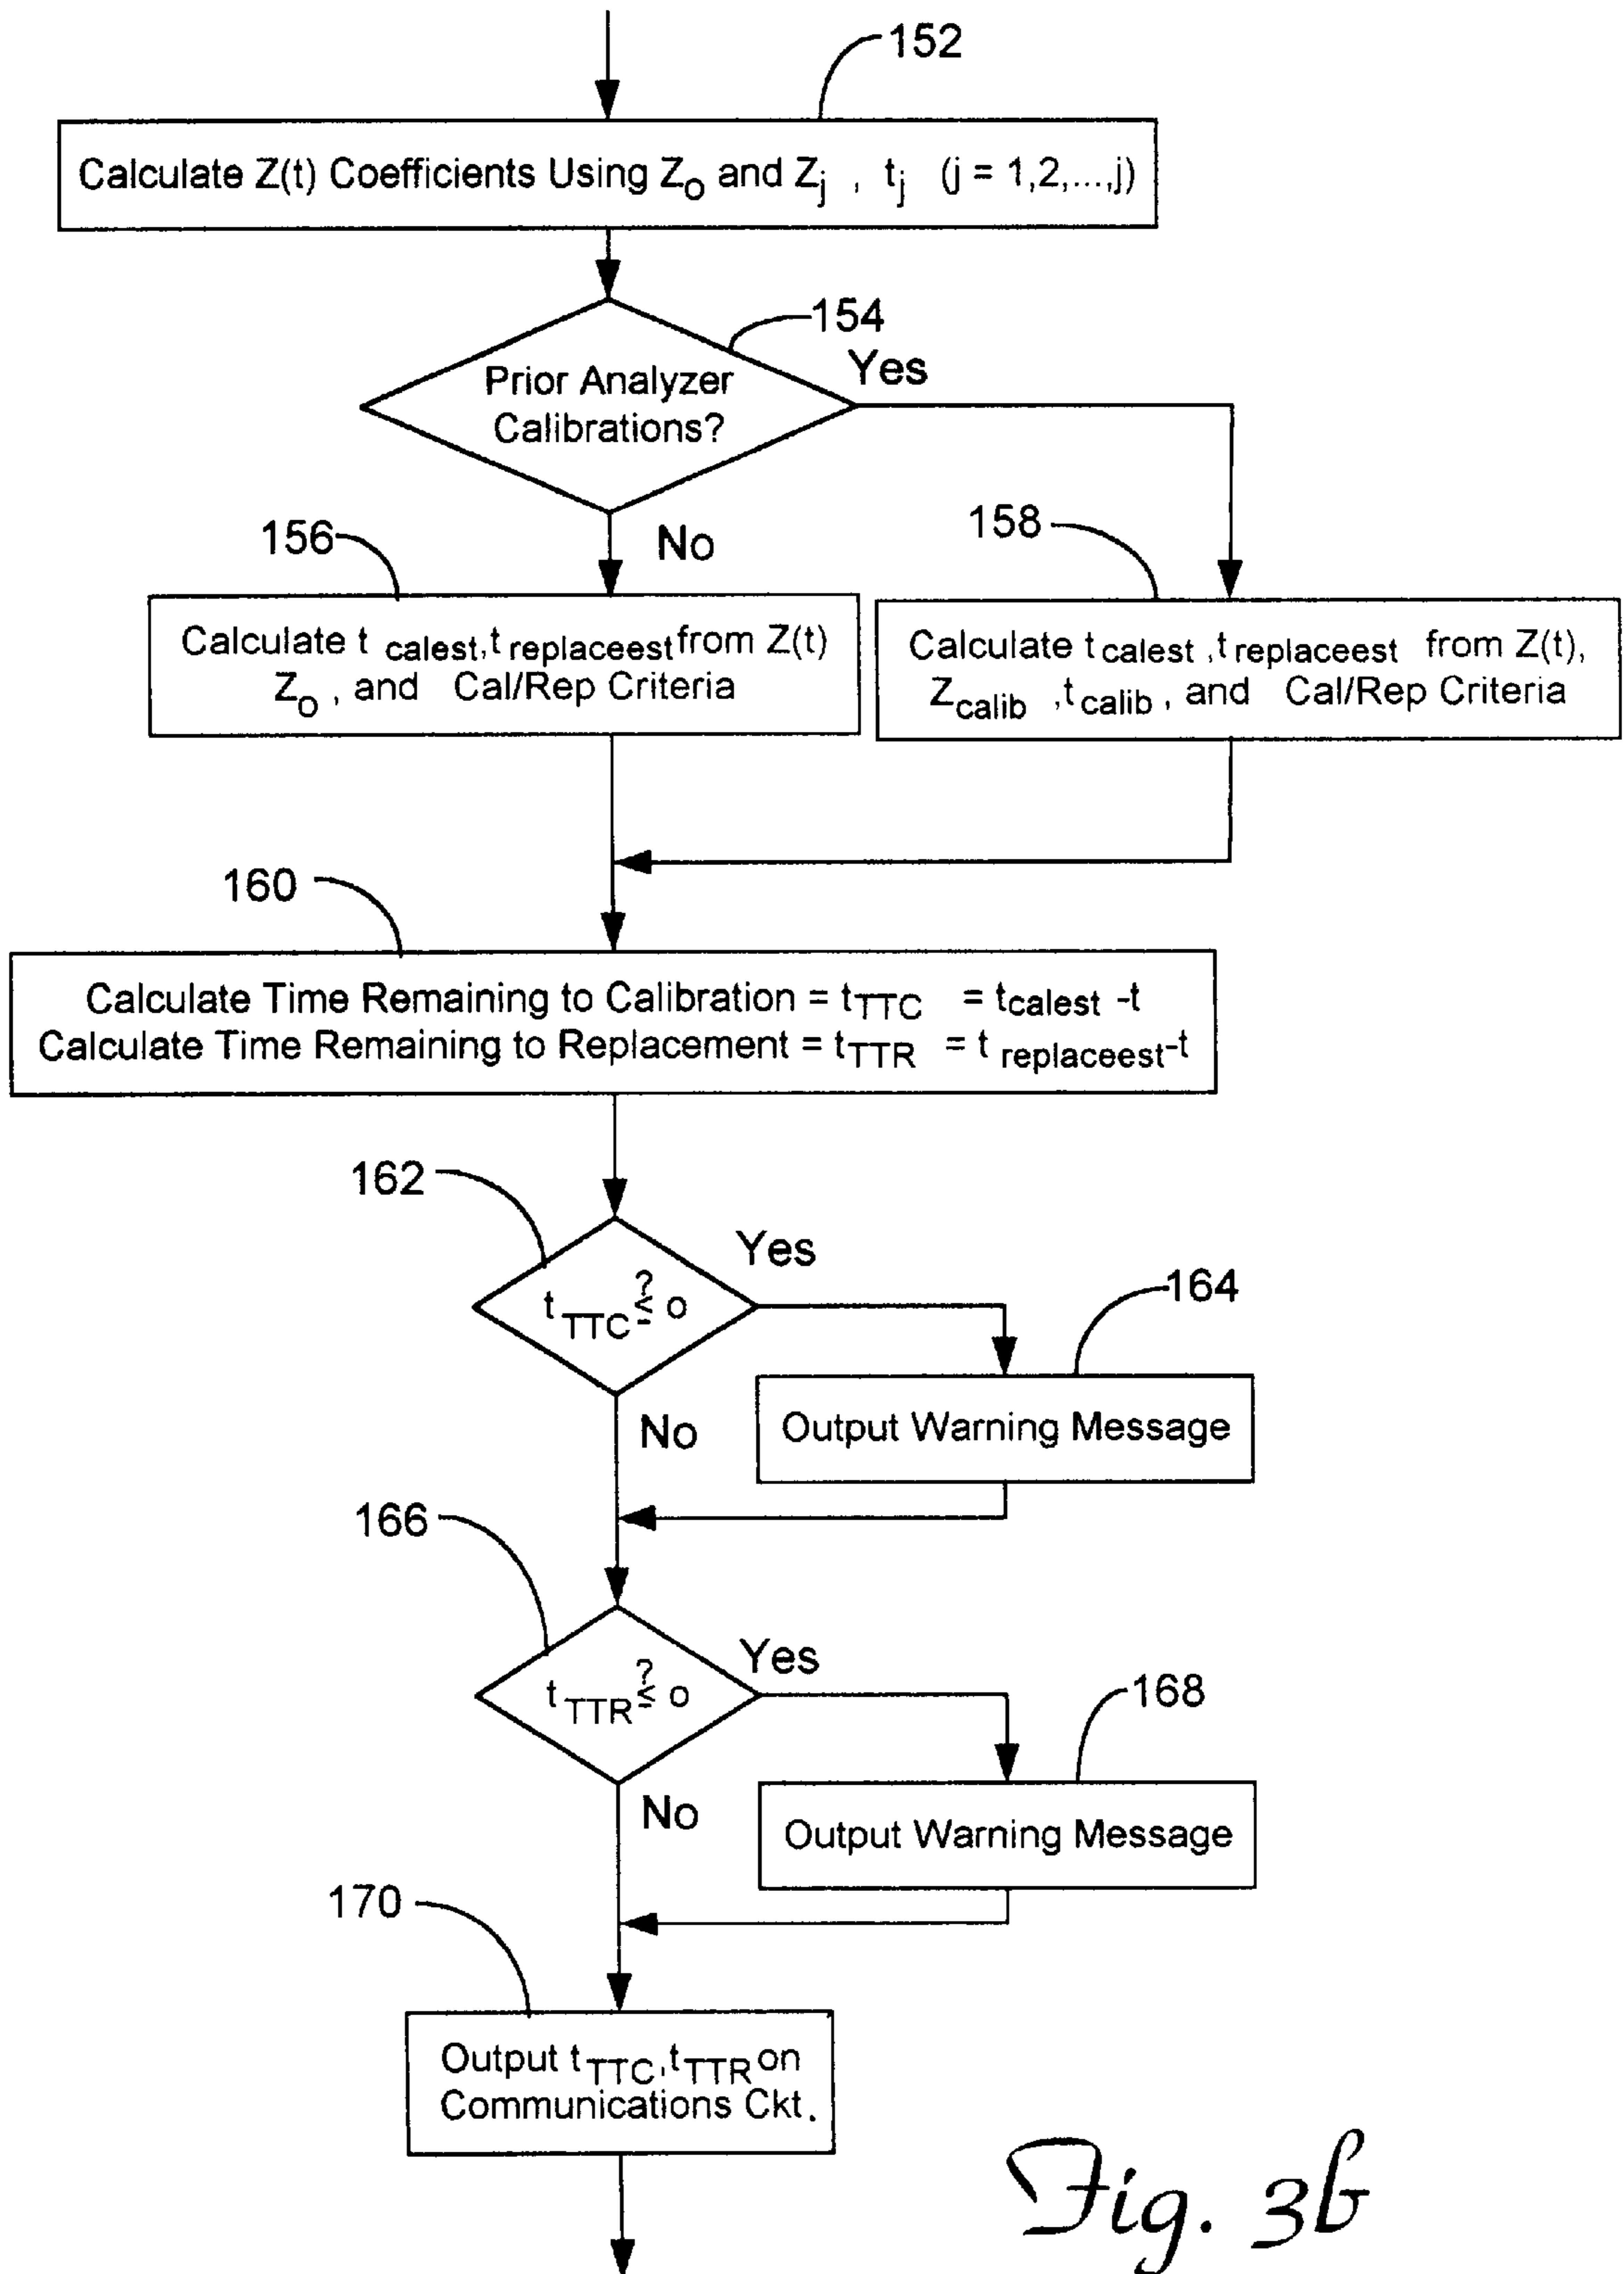 152
Calculate Z(t) Coefficients Using Zo and Zj , tj (j = 1,2,...,j)
154
Prior Analyzer
Calibrations?
Yes
No
156
158
Calculate t calest,t replaceest from Z(t)
Zo , and Cal/Rep Criteria
Calculate tcalest ,treplaceest from Z(t),
Zcalib ,tcalib, and Cal/Rep Criteria
160
Calculate Time Remaining to Calibration = tTTC = tcalest -t
Calculate Time Remaining to Replacement = tTTR = t replaceest-t
162
?
t TTC ≤ o
Yes
No
164
Output Warning Message
166
?
t TTR ≤ o
Yes
No
168
Output Warning Message
170
Output tTTC,tTTR on
Communications Ckt.
Fig. 3b